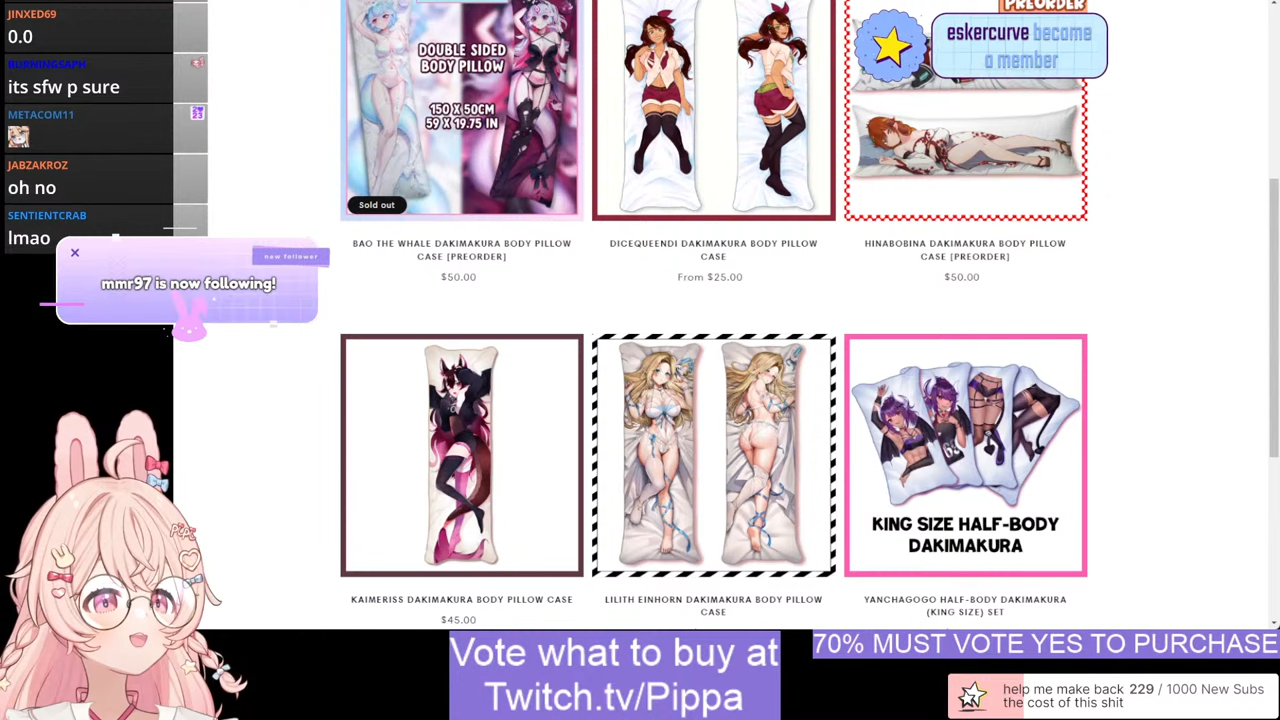 JINXED69
0.0
BURNINGSAPH
its sfw p sure
METACOM11
JABZAKROZ
oh no
SENTIENTCRAB
lmao
new follower
mmr97 is now following!
Pipa
DOUBLE SIDED
BODY PILLOW
150 X 50CM
59 X 19.75 IN
Sold out
BAO THE WHALE DAKIMAKURA BODY PILLOW
CASE [PREORDER]
$50.00
DICEQUEENDI DAKIMAKURA BODY PILLOW
CASE
From $25.00
PREORDER
eskercurve become
a member
HINABOBINA DAKIMAKURA BODY PILLOW
CASE [PREORDER]
$50.00
KAIMERISS DAKIMAKURA BODY PILLOW CASE
$45.00
LILITH EINHORN DAKIMAKURA BODY PILLOW
CASE
69
KING SIZE HALF-BODY
DAKIMAKURA
YANCHAGOGO HALF-BODY DAKIMAKURA
(KING SIZE) SET
Vote what to buy at
Twitch.tv/Pippa
70% MUST VOTE YES TO PURCHASE
help me make back 229 / 1000 New Subs
the cost of this shit